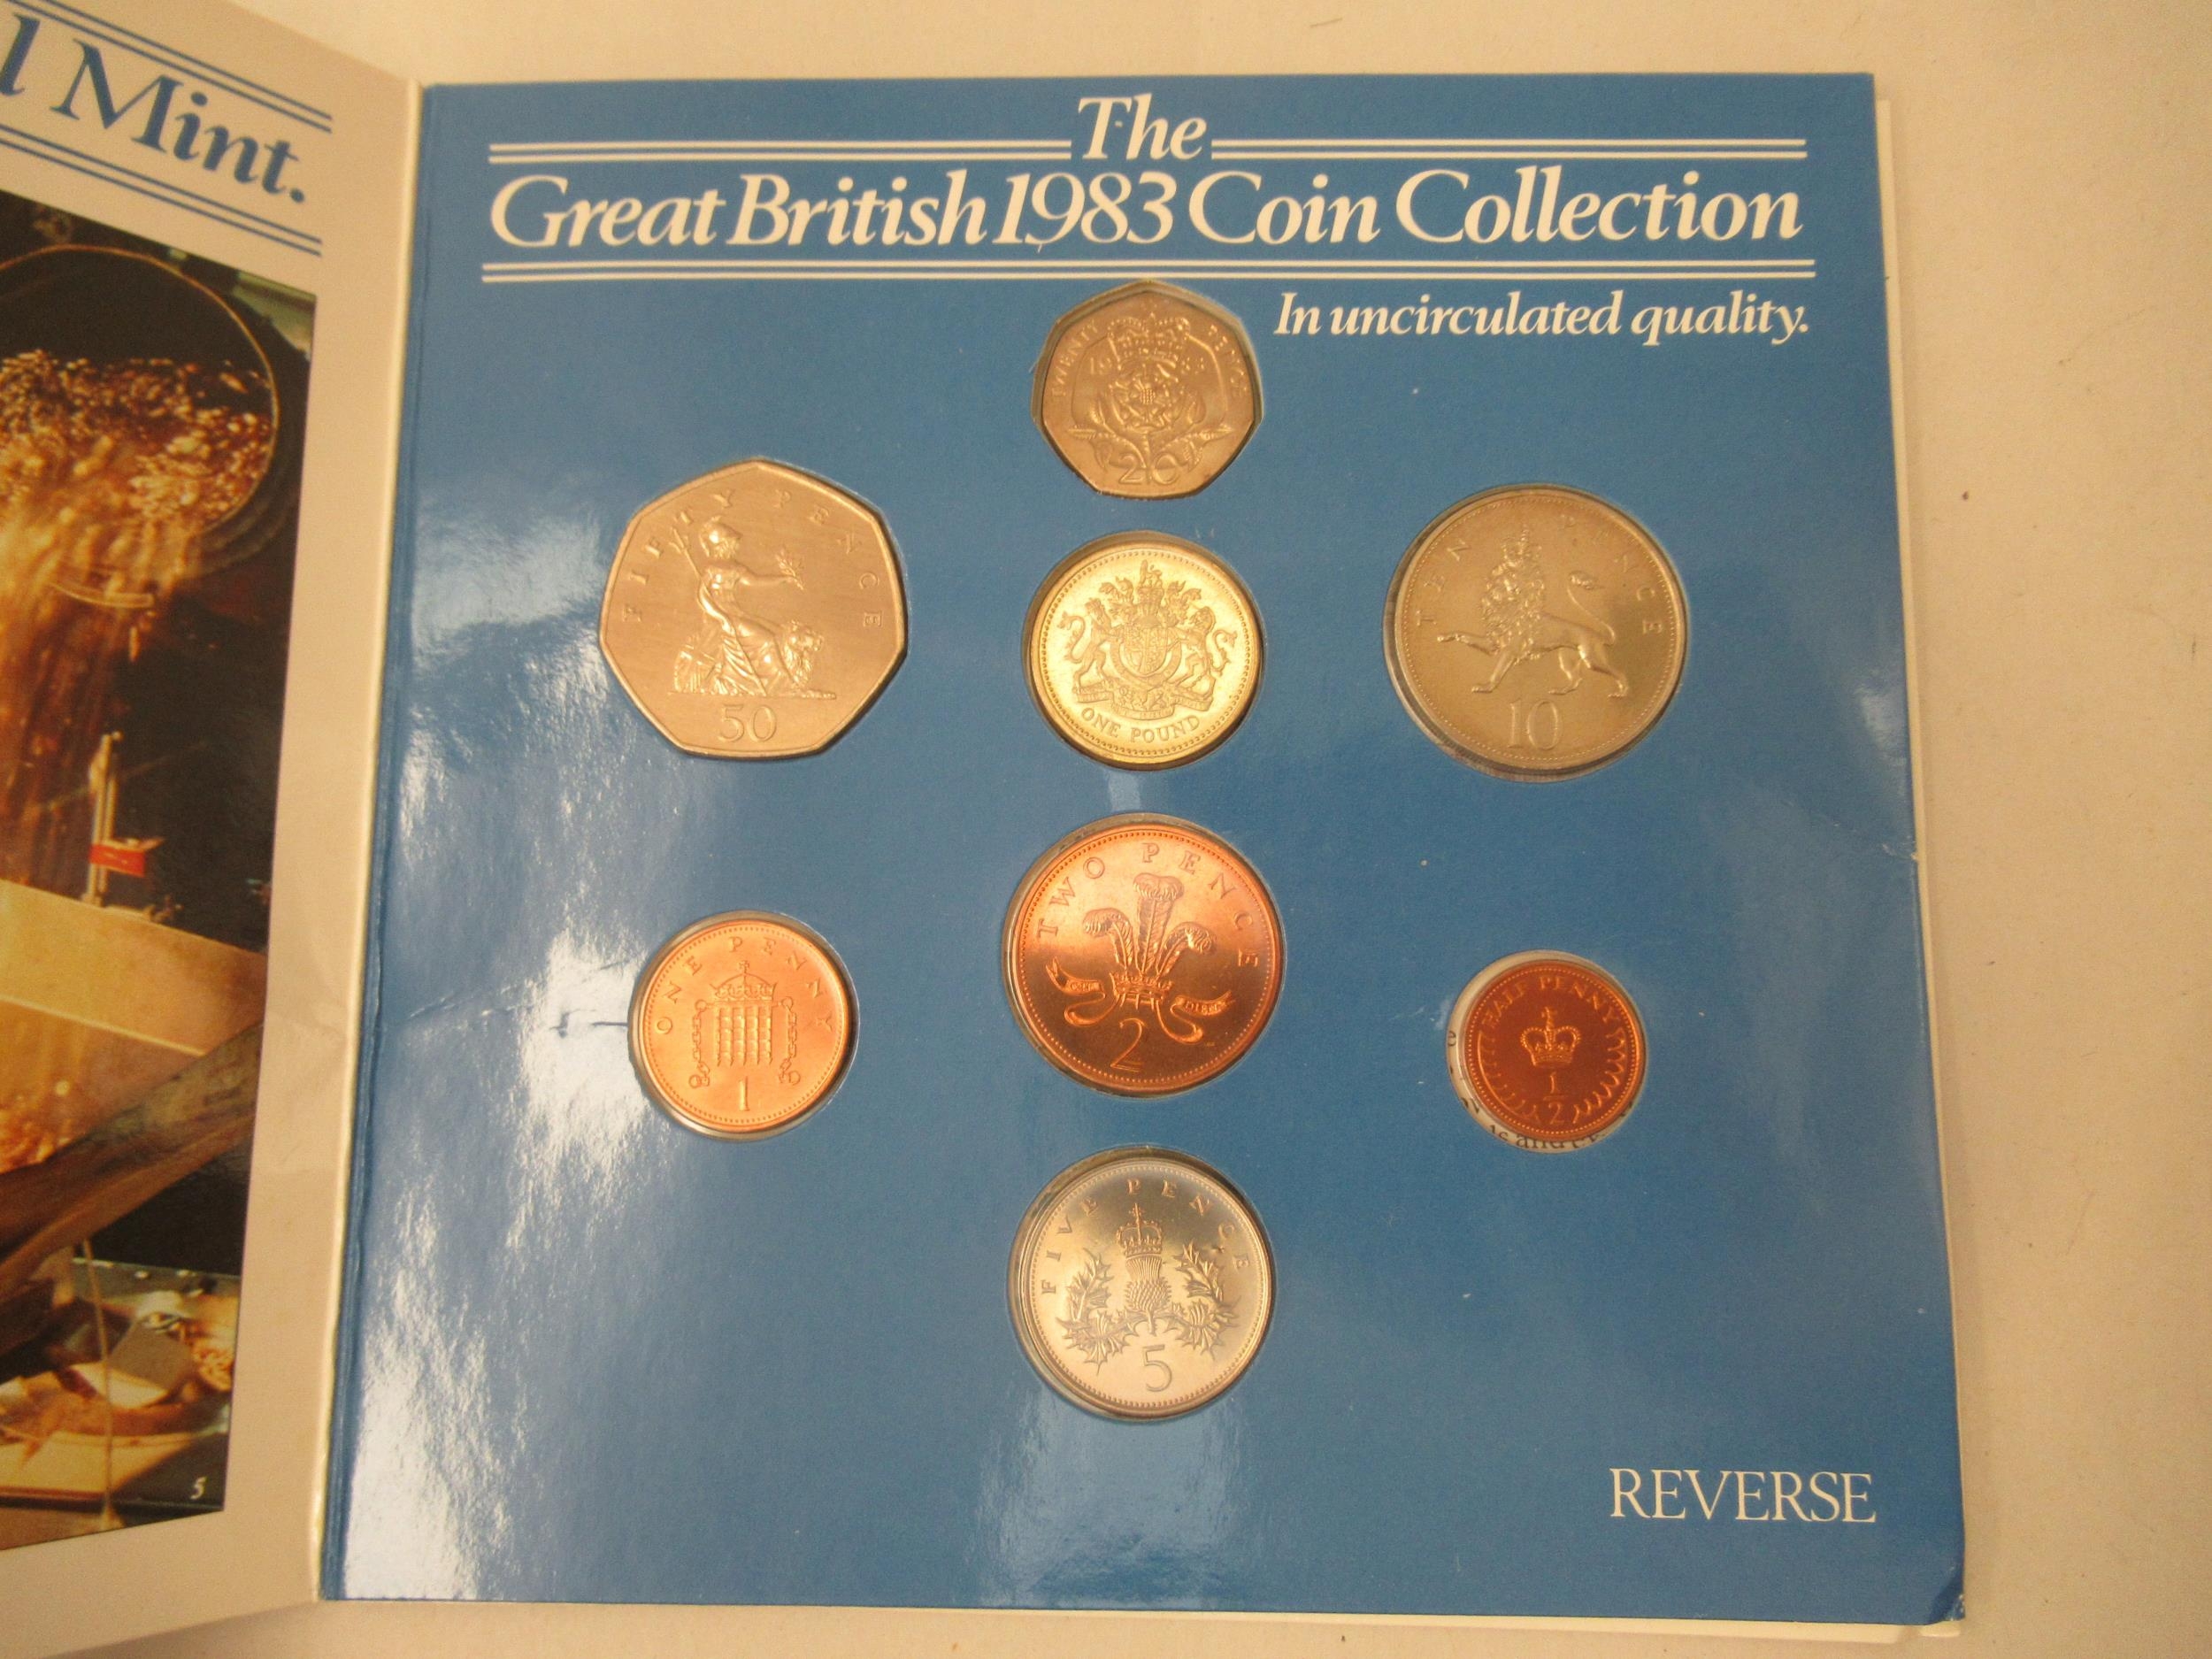 l Mint.
The
Great British 1983 Coin Collection
In uncirculated quality.
TWENTY PENCE
1983
20
FIFTY PENCE
50
ONE POUND
TEN PENCE
10
TWO PENCE
2
ONE PENNY
1
HALF PENNY
1
2
FIVE PENCE
5
REVERSE
5